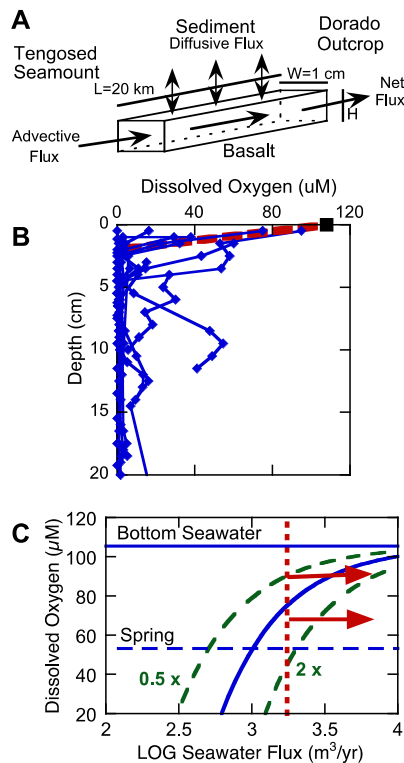 A
Tengosed
Seamount
Sediment
Diffusive Flux
Dorado
Outcrop
L=20 km
W=1 cm
Net
Flux
H
Advective
Flux
Basalt
Dissolved Oxygen (uM)
0 40 80 120
B
Depth (cm)
0
5
10
15
20
C
Dissolved Oxygen (µM)
120
100
80
60
40
20
Bottom Seawater
Spring
0.5 x
2 x
2 2.5 3 3.5 4
LOG Seawater Flux (m³/yr)